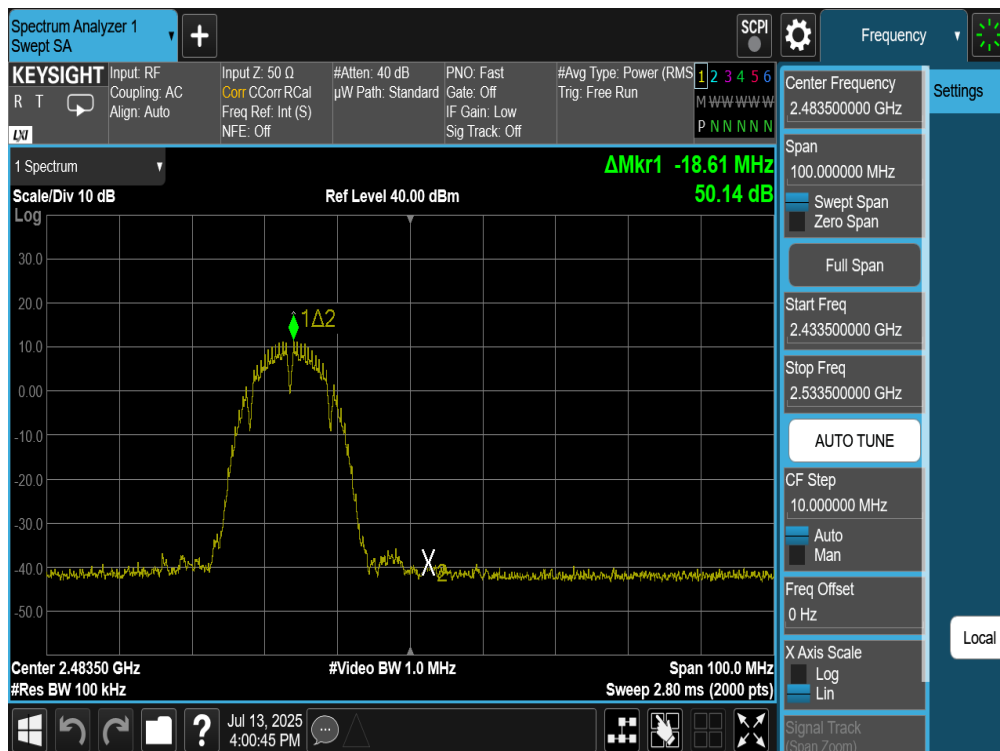 Spectrum Analyzer 1
Swept SA
+
SCPI
Frequency
KEYSIGHT
R T
LXI
Input: RF
Coupling: AC
Align: Auto
Input Z: 50 Ω
Corr CCorr RCal
Freq Ref: Int (S)
NFE: Off
#Atten: 40 dB
µW Path: Standard
PNO: Fast
Gate: Off
IF Gain: Low
Sig Track: Off
#Avg Type: Power (RMS
Trig: Free Run
1 2 3 4 5 6
M W W W W W
P N N N N N
1 Spectrum
ΔMkr1 -18.61 MHz
50.14 dB
Scale/Div 10 dB
Ref Level 40.00 dBm
Log
30.0
20.0
10.0
0.00
-10.0
-20.0
-30.0
-40.0
-50.0
1Δ2
X
2
Center 2.48350 GHz
#Video BW 1.0 MHz
Span 100.0 MHz
#Res BW 100 kHz
Sweep 2.80 ms (2000 pts)
Center Frequency
2.483500000 GHz
Settings
Span
100.000000 MHz
Swept Span
Zero Span
Full Span
Start Freq
2.433500000 GHz
Stop Freq
2.533500000 GHz
AUTO TUNE
CF Step
10.000000 MHz
Auto
Man
Freq Offset
0 Hz
Local
X Axis Scale
Log
Lin
Signal Track
(Span Zoom)
?
Jul 13, 2025
4:00:45 PM